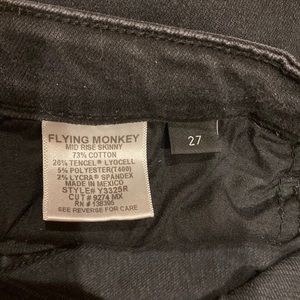 FLYING MONKEY
MID RISE SKINNY
73% COTTON
20% TENCEL® LYOCELL
5% POLYESTER(T400)
2% LYCRA® SPANDEX
MADE IN MEXICO
STYLE# Y3325R
CUT# 9274 MX
RN # 138395
SEE REVERSE FOR CARE
27